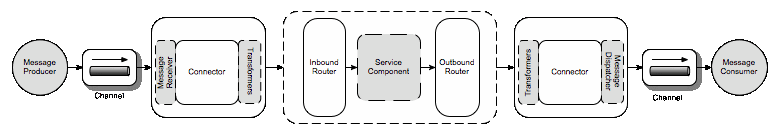 Message
Producer
Channel
Message
Receiver
Connector
Transformers
Inbound
Router
Service
Component
Outbound
Router
Transformers
Connector
Message
Dispatcher
Channel
Message
Consumer